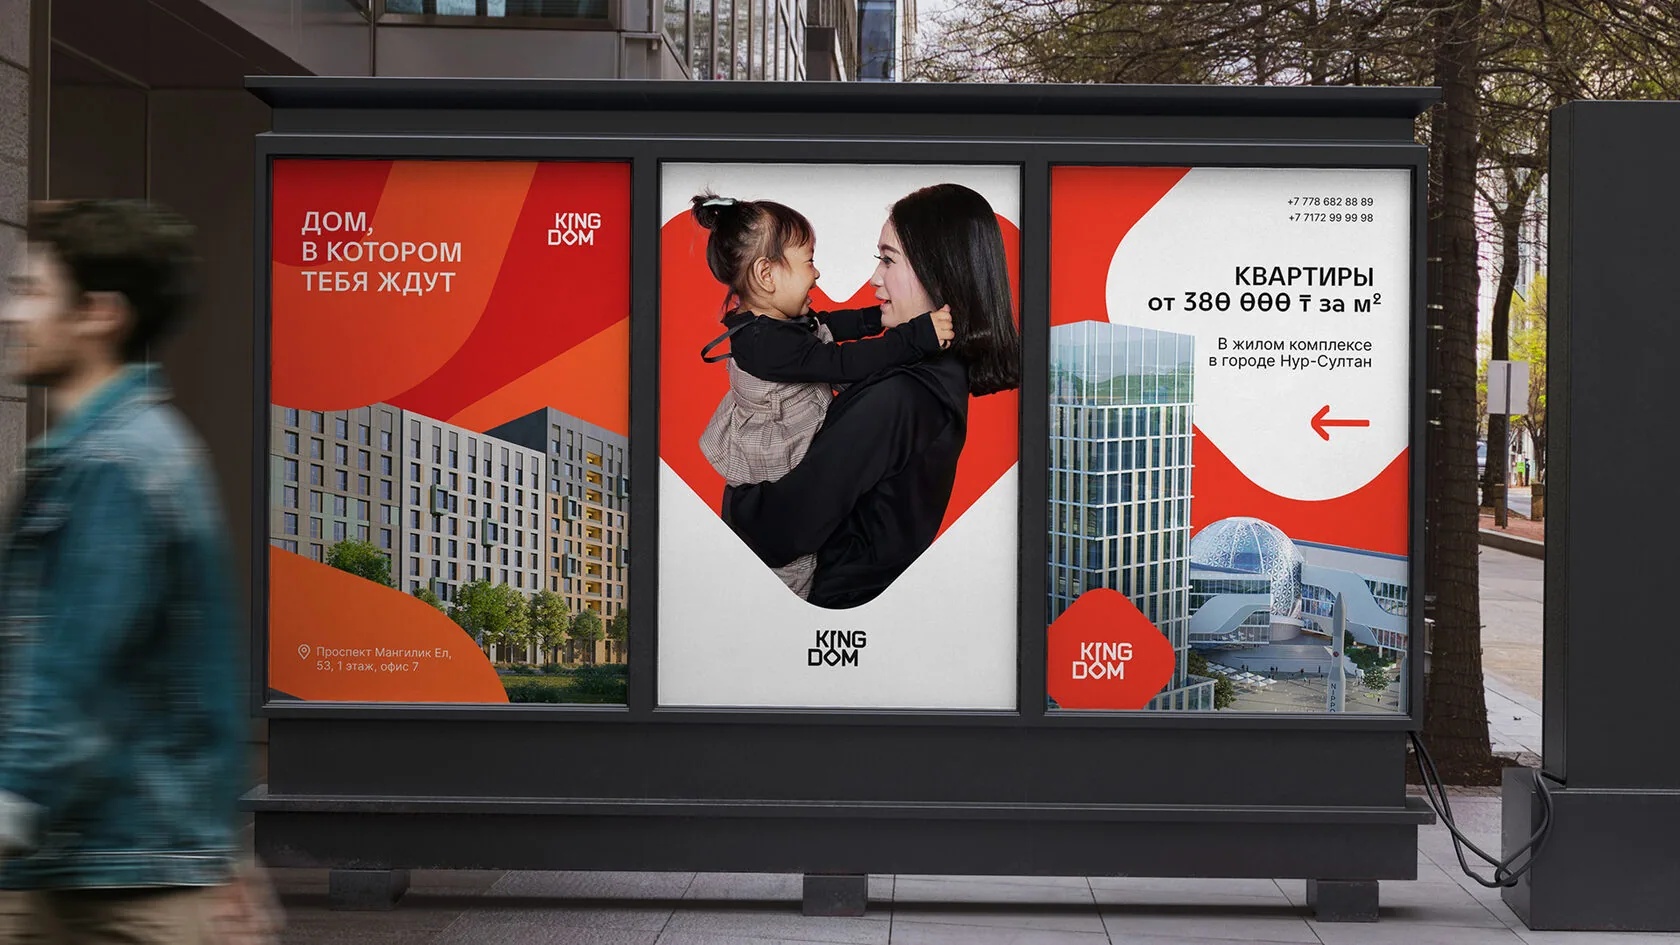 ДОМ,
В КОТОРОМ
ТЕБЯ ЖДУТ
KING
DOM
Проспект Мангилик Ел,
53, 1 этаж, офис 7
KING
DOM
+7 778 682 88 89
+7 7172 99 99 98
КВАРТИРЫ
от 380 000 ₸ за м²
В жилом комплексе
в городе Нур-Султан
KING
DOM